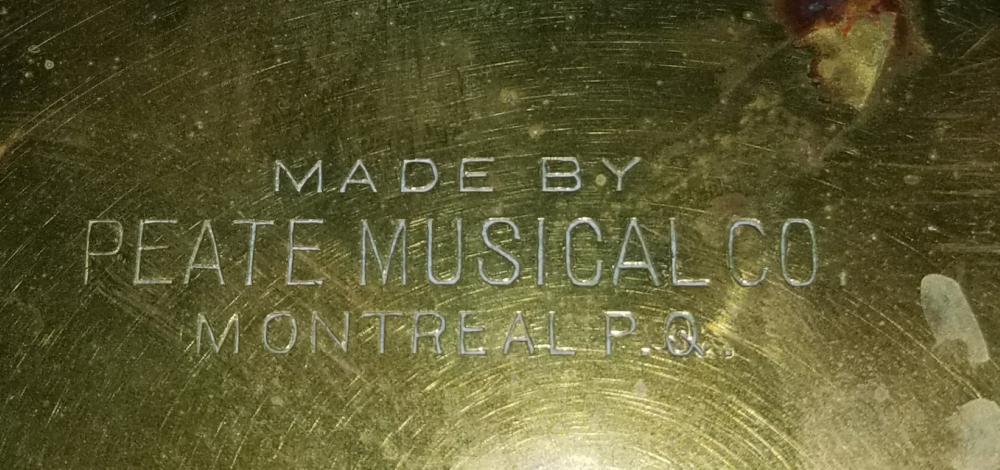 MADE BY
PEATE MUSICAL CO.
MONTREAL P.Q.